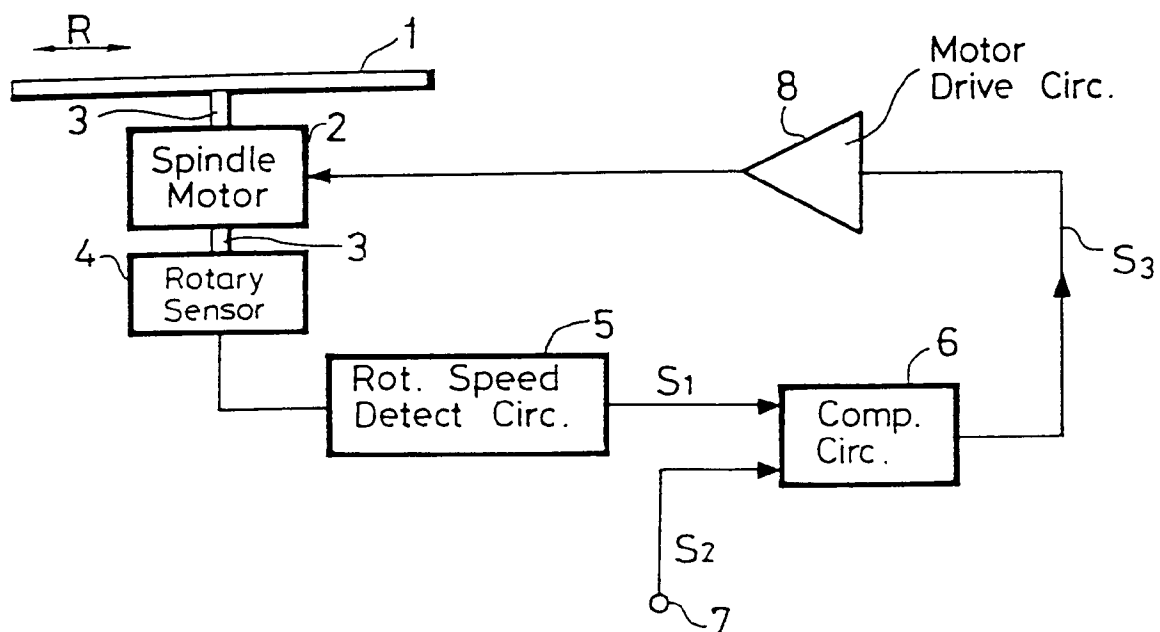 R
1
3
2
Spindle
Motor
3
4
Rotary
Sensor
8
Motor
Drive Circ.
S3
5
Rot. Speed
Detect Circ.
S1
6
Comp.
Circ.
S2
7